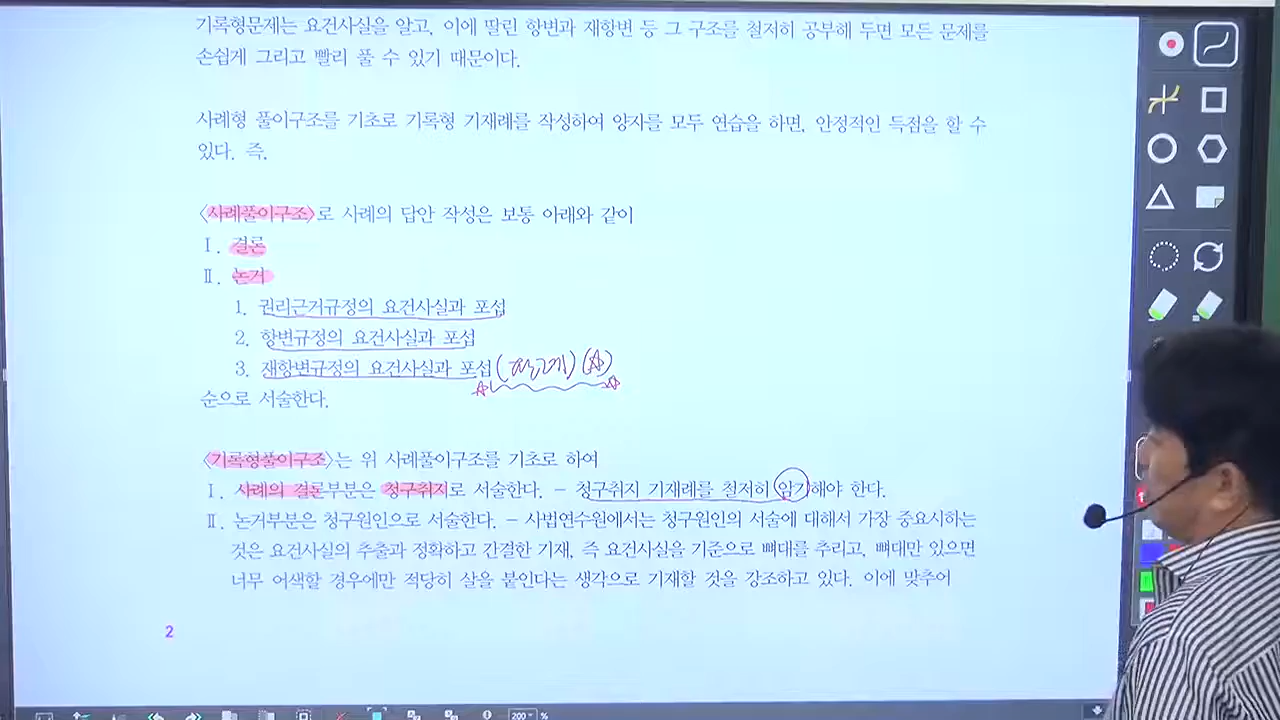 기록형문제는 요건사실을 알고, 이에 딸린 항변과 재항변 등 그 구조를 철저히 공부해 두면 모든 문제를
손쉽게 그리고 빨리 풀 수 있기 때문이다.
사례형 풀이구조를 기초로 기록형 기재례를 작성하여 양자를 모두 연습을 하면, 안정적인 득점을 할 수
있다. 즉.
〈사례풀이구조〉로 사례의 답안 작성은 보통 아래와 같이
Ⅰ. 결론
Ⅱ. 논거
1. 권리근거규정의 요건사실과 포섭
2. 항변규정의 요건사실과 포섭
3. 재항변규정의 요건사실과 포섭
순으로 서술한다.
〈기록형풀이구조〉는 위 사례풀이구조를 기초로 하여
Ⅰ. 사례의 결론부분은 청구취지로 서술한다. - 청구취지 기재례를 철저히 암기해야 한다.
Ⅱ. 논거부분은 청구원인으로 서술한다. - 사법연수원에서는 청구원인의 서술에 대해서 가장 중요시하는
것은 요건사실의 추출과 정확하고 간결한 기재, 즉 요건사실을 기준으로 뼈대를 추리고, 뼈대만 있으면
너무 어색할 경우에만 적당히 살을 붙인다는 생각으로 기재할 것을 강조하고 있다. 이에 맞추어
2
200 %